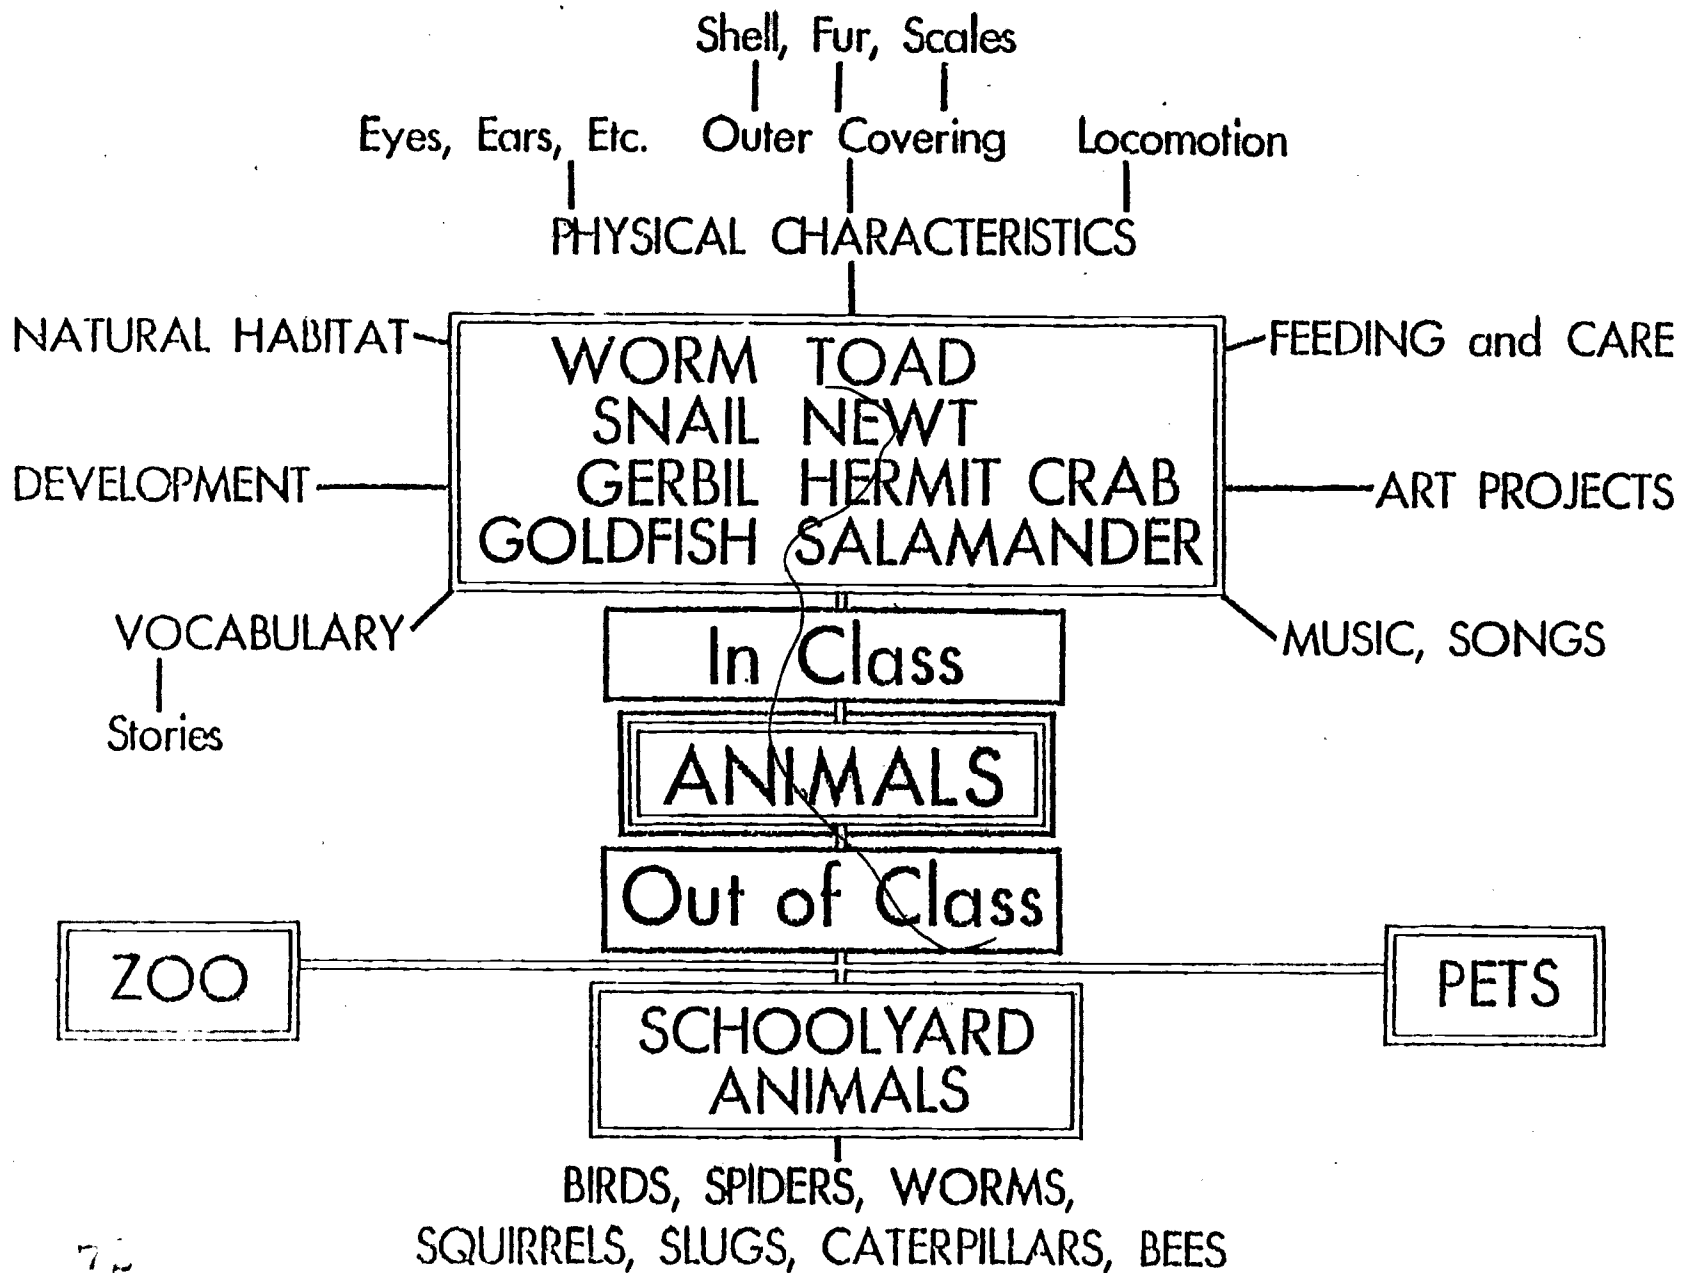 Shell, Fur, Scales
Eyes, Ears, Etc. Outer Covering Locomotion
PHYSICAL CHARACTERISTICS
NATURAL HABITAT
FEEDING and CARE
WORM TOAD
SNAIL NEWT
GERBIL HERMIT CRAB
GOLDFISH SALAMANDER
DEVELOPMENT
ART PROJECTS
VOCABULARY
MUSIC, SONGS
Stories
In Class
ANIMALS
Out of Class
ZOO
PETS
SCHOOLYARD
ANIMALS
BIRDS, SPIDERS, WORMS,
SQUIRRELS, SLUGS, CATERPILLARS, BEES